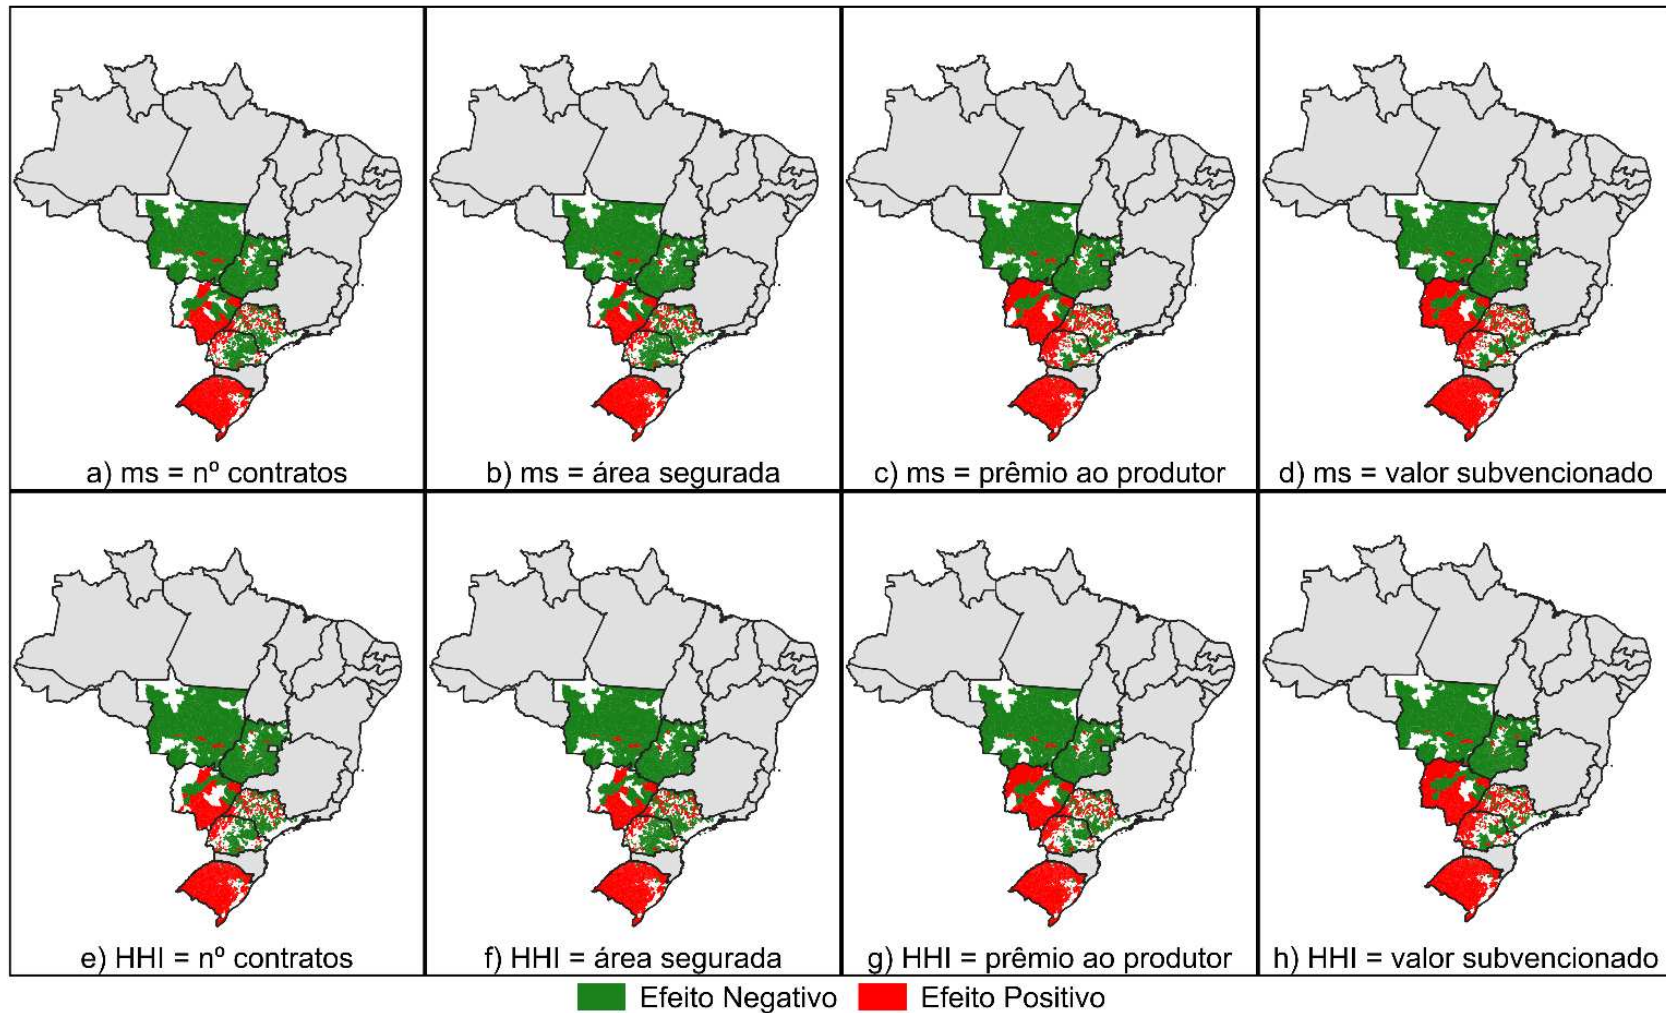 a) ms = nº contratos
b) ms = área segurada
c) ms = prêmio ao produtor
d) ms = valor subvencionado
e) HHI = nº contratos
f) HHI = área segurada
g) HHI = prêmio ao produtor
h) HHI = valor subvencionado
Efeito Negativo
Efeito Positivo